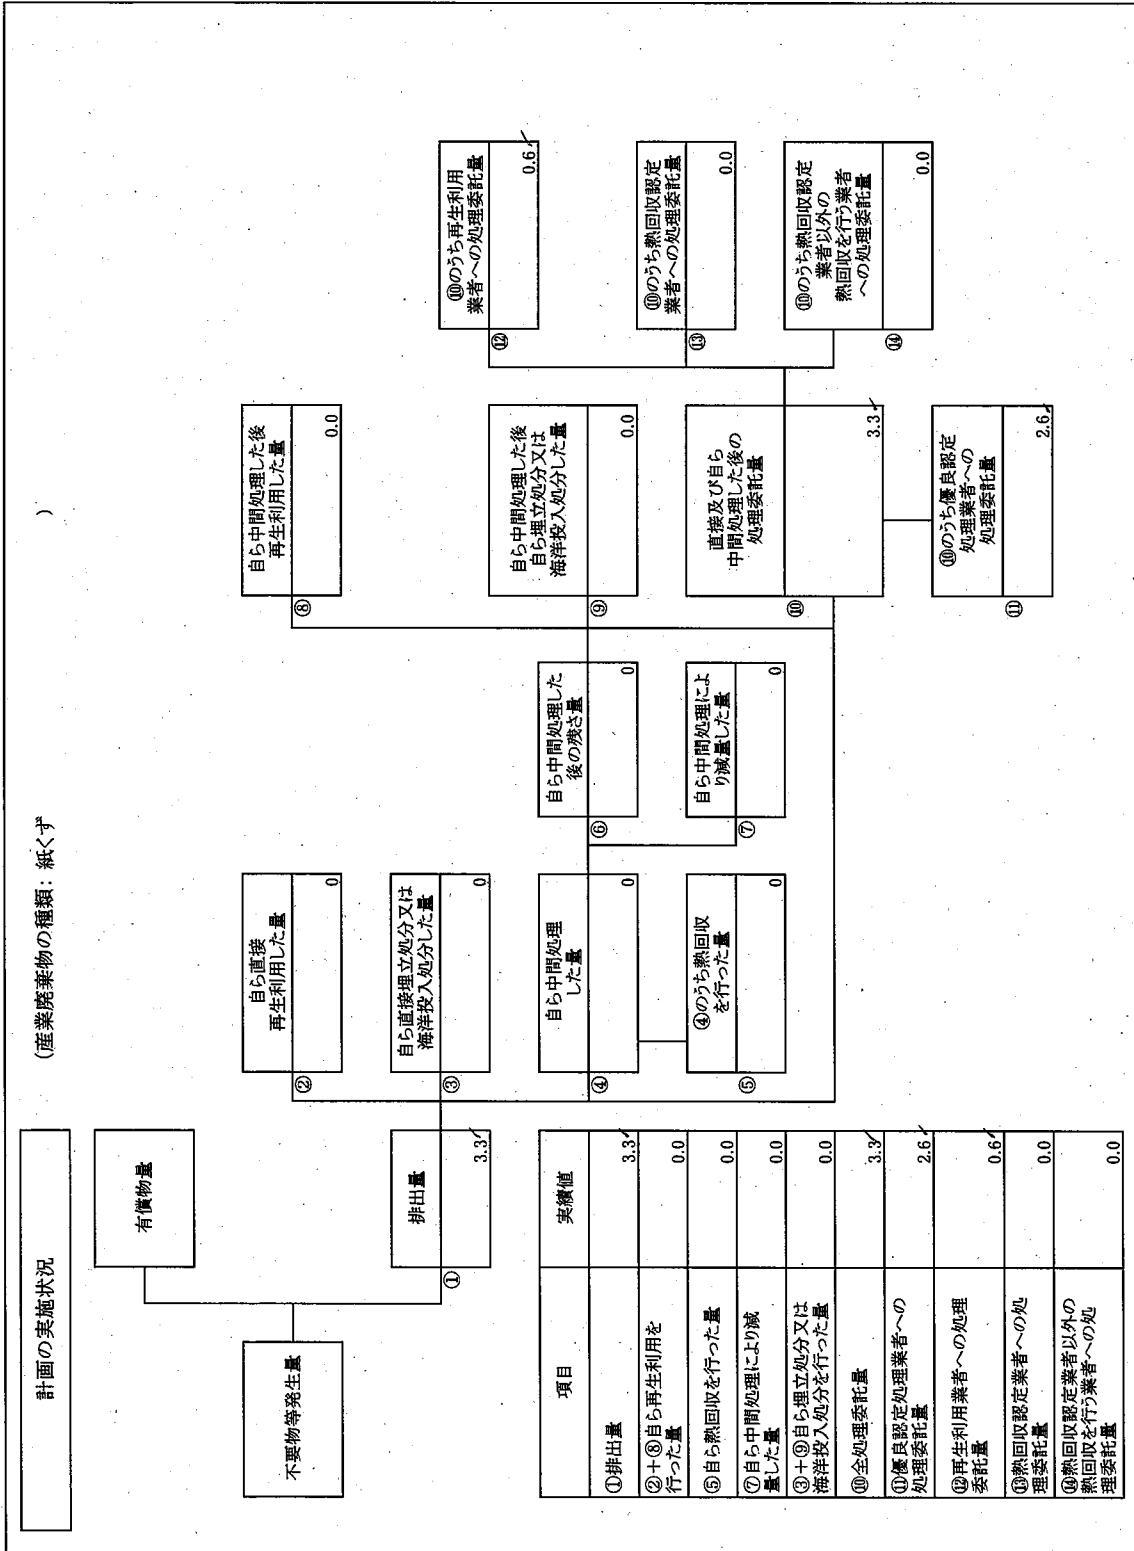 計画の実施状況
(産業廃棄物の種類: 紙くず )
不要物等発生量
有償物量
①
排出量
3.3
②
自ら直接
再生利用した量
0
③
自ら直接埋立処分又は
海洋投入処分した量
0
④
自ら中間処理
した量
0
⑤
④のうち熱回収
を行った量
0
⑥
自ら中間処理した
後の残さ量
0
⑦
自ら中間処理によ
り減量した量
0
⑧
自ら中間処理した後
再生利用した量
0.0
⑨
自ら中間処理した後
自ら埋立処分又は
海洋投入処分した量
0.0
⑩
直接及び自ら
中間処理した後の
処理委託量
3.3
⑪
⑩のうち優良認定
処理業者への
処理委託量
2.6
⑫
⑩のうち再生利用
業者への処理委託量
0.6
⑬
⑩のうち熱回収認定
業者への処理委託量
0.0
⑭
⑩のうち熱回収認定
業者以外の
熱回収を行う業者
への処理委託量
0.0
項目 実績値
①排出量 3.3
②+⑧自ら再生利用を
行った量 0.0
⑤自ら熱回収を行った量 0.0
⑦自ら中間処理により減
量した量 0.0
③+⑨自ら埋立処分又は
海洋投入処分を行った量 0.0
⑩全処理委託量 3.3
⑪優良認定処理業者への
処理委託量 2.6
⑫再生利用業者への処理
委託量 0.6
⑬熱回収認定業者への処
理委託量 0.0
⑭熱回収認定業者以外の
熱回収を行う業者への処
理委託量 0.0